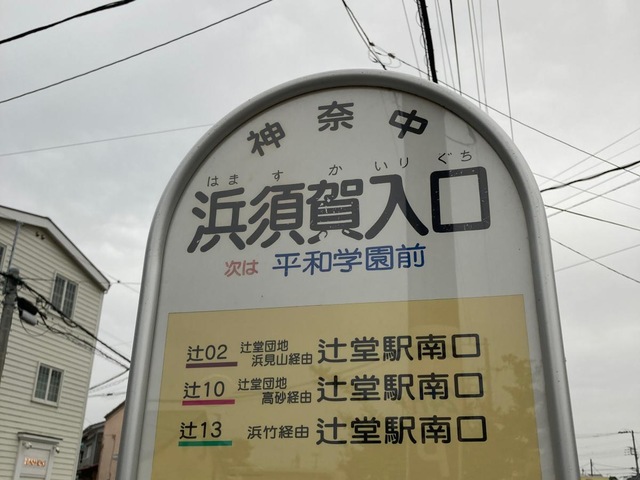 神奈中
はますかいりぐち
浜須賀入口
次は 平和学園前
辻02 辻堂団地 浜見山経由 辻堂駅南口
辻10 辻堂団地 高砂経由 辻堂駅南口
辻13 浜竹経由 辻堂駅南口